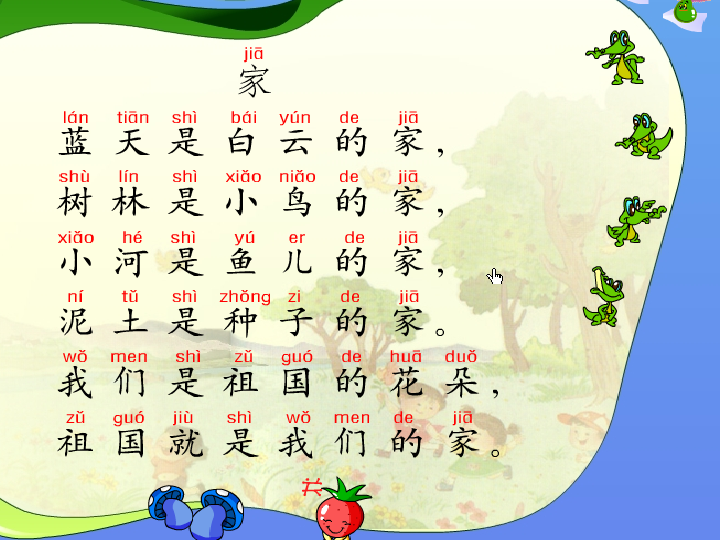 jiā
家
lán tiān shì bái yún de jiā
蓝天是白云的家，
shù lín shì xiǎo niǎo de jiā
树林是小鸟的家，
xiǎo hé shì yú er de jiā
小河是鱼儿的家，
ní tǔ shì zhǒng zi de jiā
泥土是种子的家。
wǒ men shì zǔ guó de huā duǒ
我们是祖国的花朵，
zǔ guó jiù shì wǒ men de jiā
祖国就是我们的家。